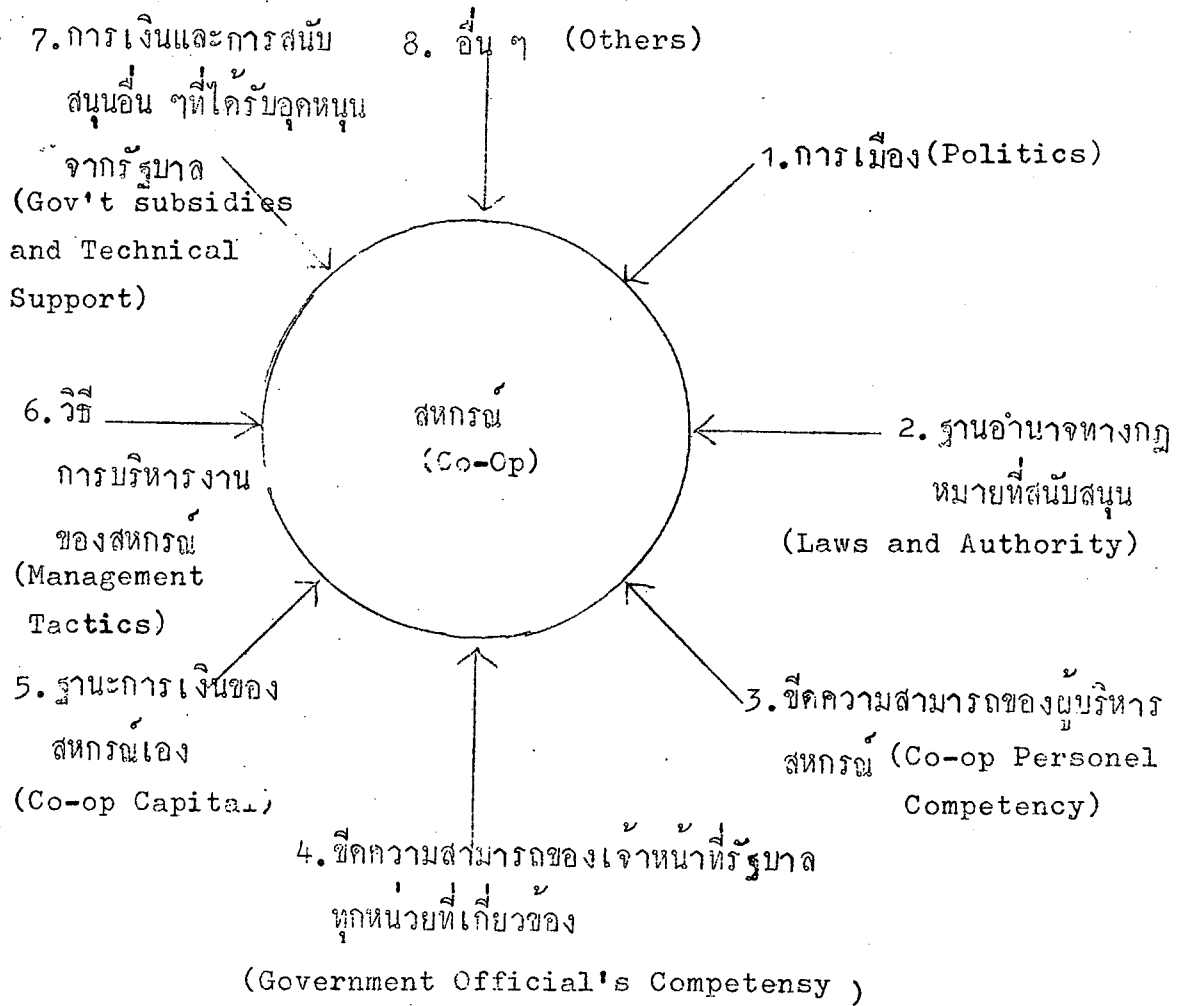 7. การเงินและการสนับ
สนุนอื่น ๆที่ได้รับอุดหนุน
จากรัฐบาล
(Gov't subsidies
and Technical
Support)
8. อื่น ๆ (Others)
1. การเมือง (Politics)
สหกรณ์
(Co-Op)
2. ฐานอำนาจทางกฎ
หมายที่สนับสนุน
(Laws and Authority)
3. ขีดความสามารถของผู้บริหาร
สหกรณ์ (Co-op Personel
Competency)
4. ขีดความสามารถของเจ้าหน้าที่รัฐบาล
ทุกหน่วยที่เกี่ยวข้อง
(Government Official's Competensy )
5. ฐานะการเงินของ
สหกรณ์เอง
(Co-op Capital)
6. วิธี
การบริหารงาน
ของสหกรณ์
(Management
Tactics)